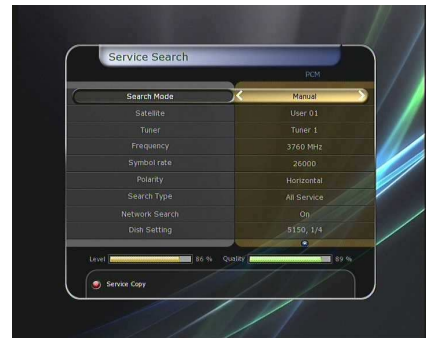 Service Search
PCM
Search Mode Manual
Satellite User 01
Tuner Tuner 1
Frequency 3760 MHz
Symbol rate 26000
Polarity Horizontal
Search Type All Service
Network Search On
Dish Setting 5150, 1/4
Level 86 % Quality 89 %
Service Copy